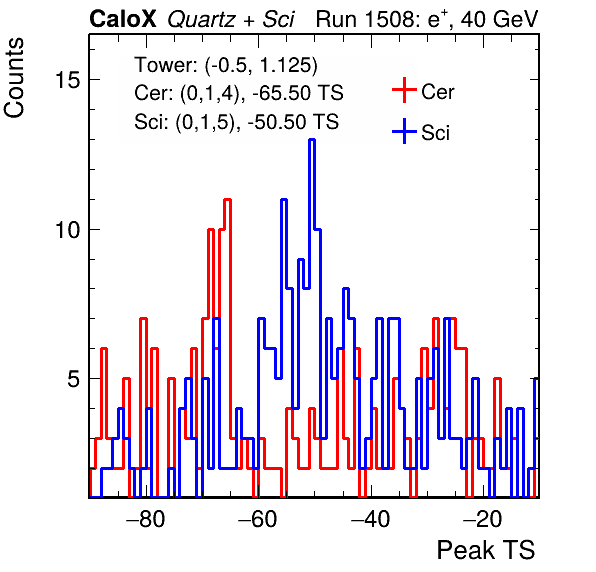 CaloX Quartz + Sci Run 1508: e⁺, 40 GeV
Counts
Tower: (-0.5, 1.125)
Cer: (0,1,4), -65.50 TS
Sci: (0,1,5), -50.50 TS
Cer
Sci
15
10
5
−80 −60 −40 −20
Peak TS